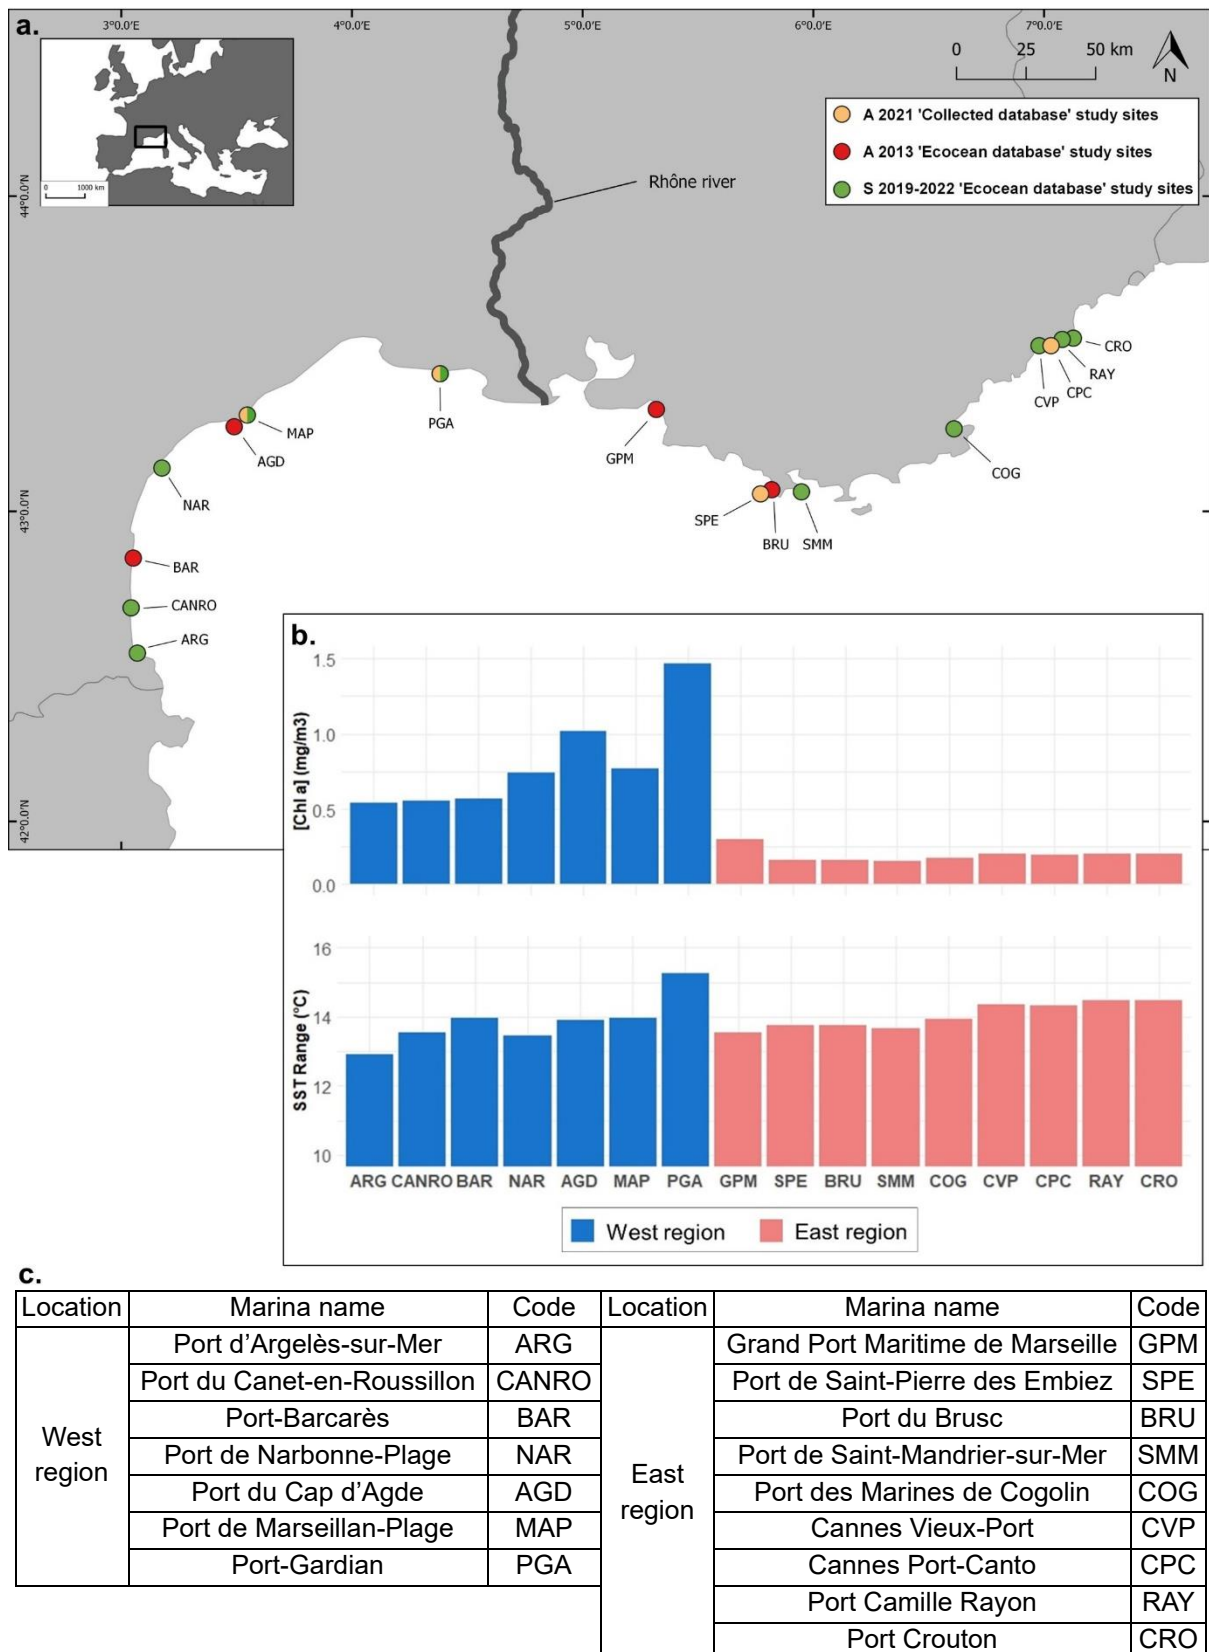 a.
3°0.0'E 4°0.0'E 5°0.0'E 6°0.0'E 7°0.0'E
0 25 50 km
N
0 1000 km
A 2021 'Collected database' study sites
A 2013 'Ecocean database' study sites
S 2019-2022 'Ecocean database' study sites
Rhône river
44°0.0'N
43°0.0'N
42°0.0'N
CRO
RAY
CPC
CVP
COG
PGA
MAP
AGD
GPM
NAR
SPE
BRU
SMM
BAR
CANRO
ARG
b.
[Chl a] (mg/m3)
1.5
1.0
0.5
0.0
SST Range (°C)
16
14
12
10
ARG CANRO BAR NAR AGD MAP PGA GPM SPE BRU SMM COG CVP CPC RAY CRO
West region East region
c.
Location Marina name Code Location Marina name Code
West region
Port d'Argelès-sur-Mer ARG
Port du Canet-en-Roussillon CANRO
Port-Barcarès BAR
Port de Narbonne-Plage NAR
Port du Cap d'Agde AGD
Port de Marseillan-Plage MAP
Port-Gardian PGA
East region
Grand Port Maritime de Marseille GPM
Port de Saint-Pierre des Embiez SPE
Port du Brusc BRU
Port de Saint-Mandrier-sur-Mer SMM
Port des Marines de Cogolin COG
Cannes Vieux-Port CVP
Cannes Port-Canto CPC
Port Camille Rayon RAY
Port Crouton CRO